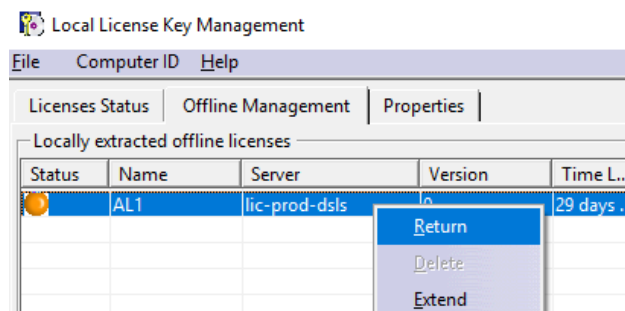 Local License Key Management
File Computer ID Help
Licenses Status Offline Management Properties
Locally extracted offline licenses
Status Name Server Version Time L..
AL1 lic-prod-dsls 0 29 days .
Return
Delete
Extend